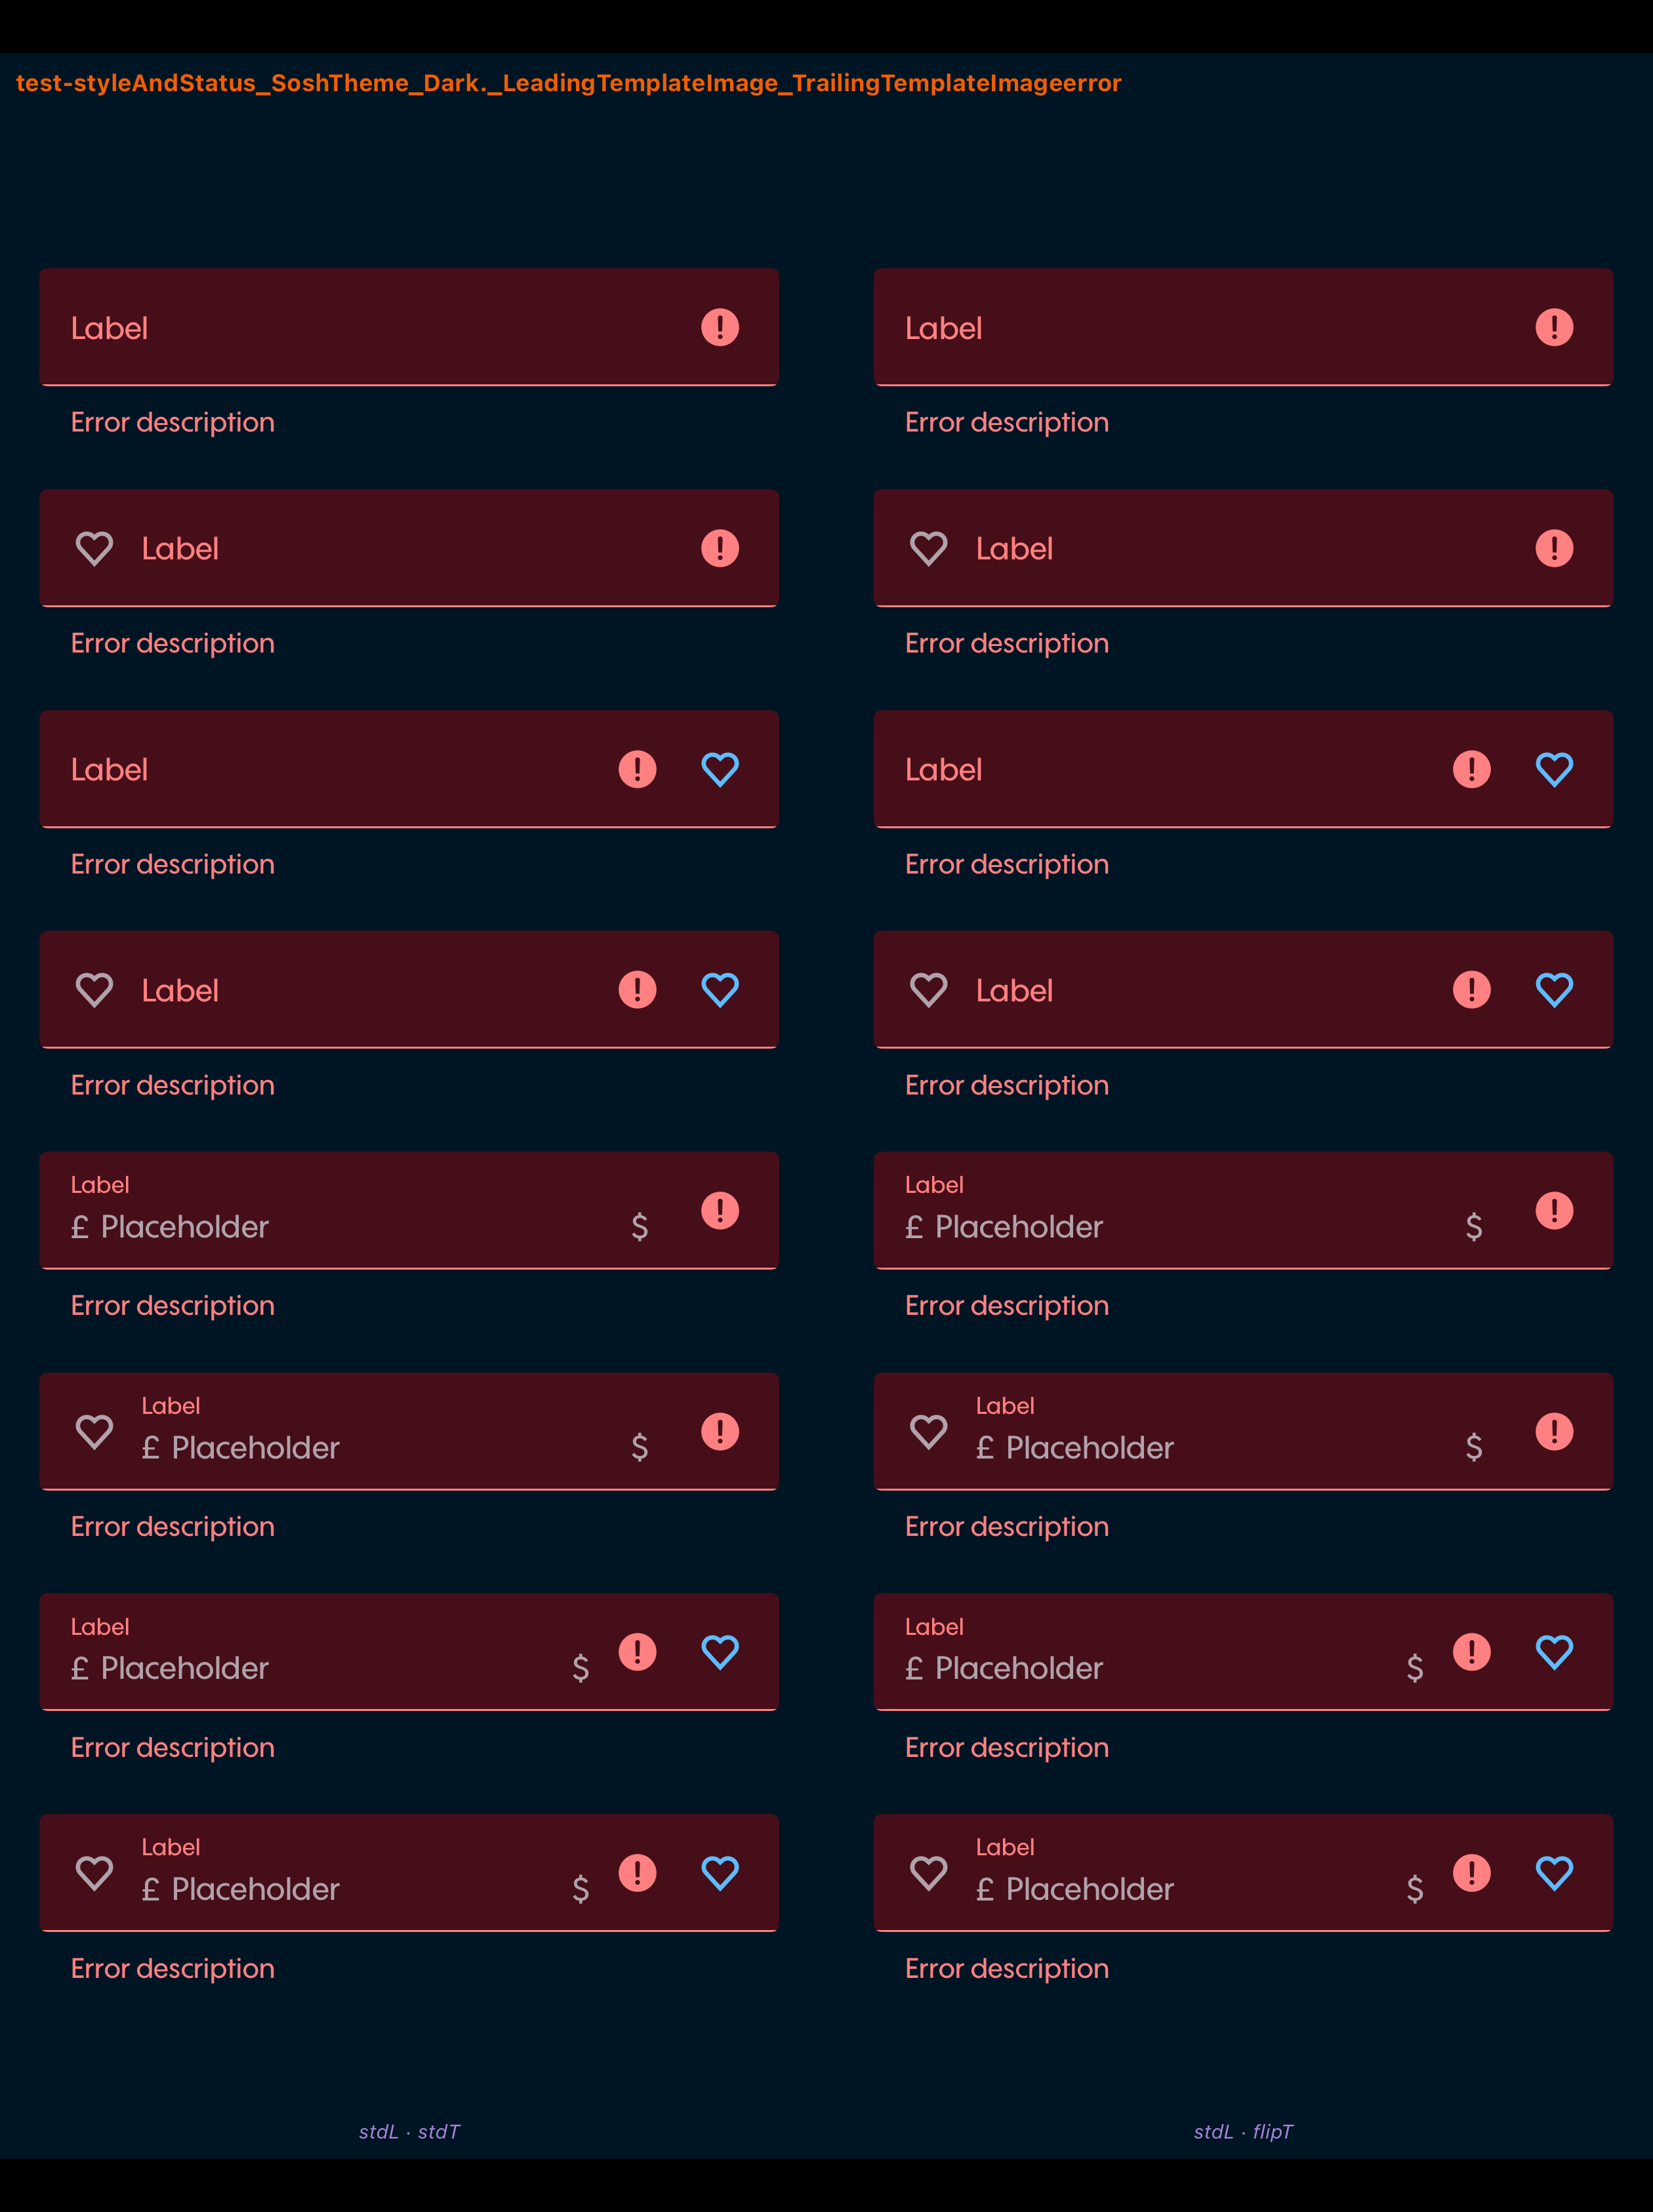 test-styleAndStatus_SoshTheme_Dark._LeadingTemplateImage_TrailingTemplateImageerror
Label
Label
Error description
Error description
Label
Label
Error description
Error description
Label
Label
Error description
Error description
Label
Label
Error description
Error description
Label
£ Placeholder $
Label
£ Placeholder $
Error description
Error description
Label
£ Placeholder $
Label
£ Placeholder $
Error description
Error description
Label
£ Placeholder $
Label
£ Placeholder $
Error description
Error description
Label
£ Placeholder $
Label
£ Placeholder $
Error description
Error description
stdL · stdT
stdL · flipT